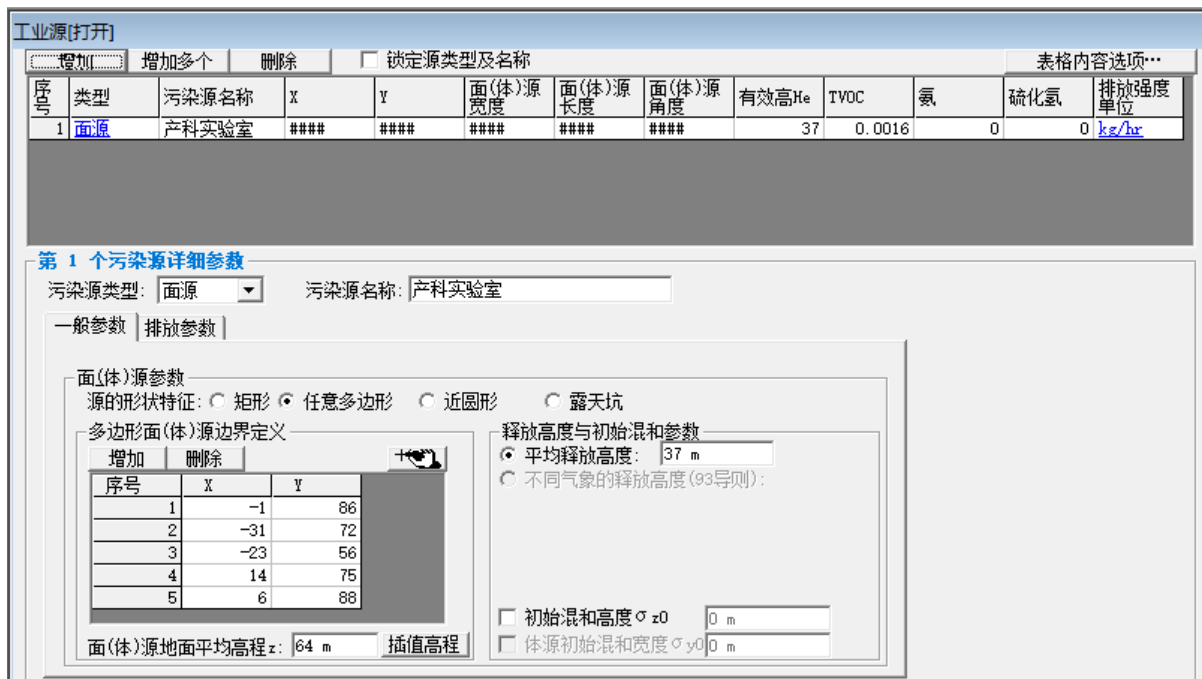 工业源[打开]
增加 增加多个 删除 锁定源类型及名称 表格内容选项…
序号 类型 污染源名称 X Y 面(体)源宽度 面(体)源长度 面(体)源角度 有效高He TVOC 氨 硫化氢 排放强度单位
1 面源 产科实验室 #### #### #### #### #### 37 0.0016 0 0 kg/hr
第 1 个污染源详细参数
污染源类型: 面源 污染源名称: 产科实验室
一般参数 排放参数
面(体)源参数
源的形状特征: 矩形 任意多边形 近圆形 露天坑
多边形面(体)源边界定义 释放高度与初始混和参数
增加 删除 平均释放高度: 37 m
不同气象的释放高度(93导则):
序号 X Y
1 -1 86
2 -31 72
3 -23 56
4 14 75
5 6 88
初始混和高度σz0 0 m
面(体)源地面平均高程z: 64 m 插值高程 体源初始混和宽度σy0 0 m